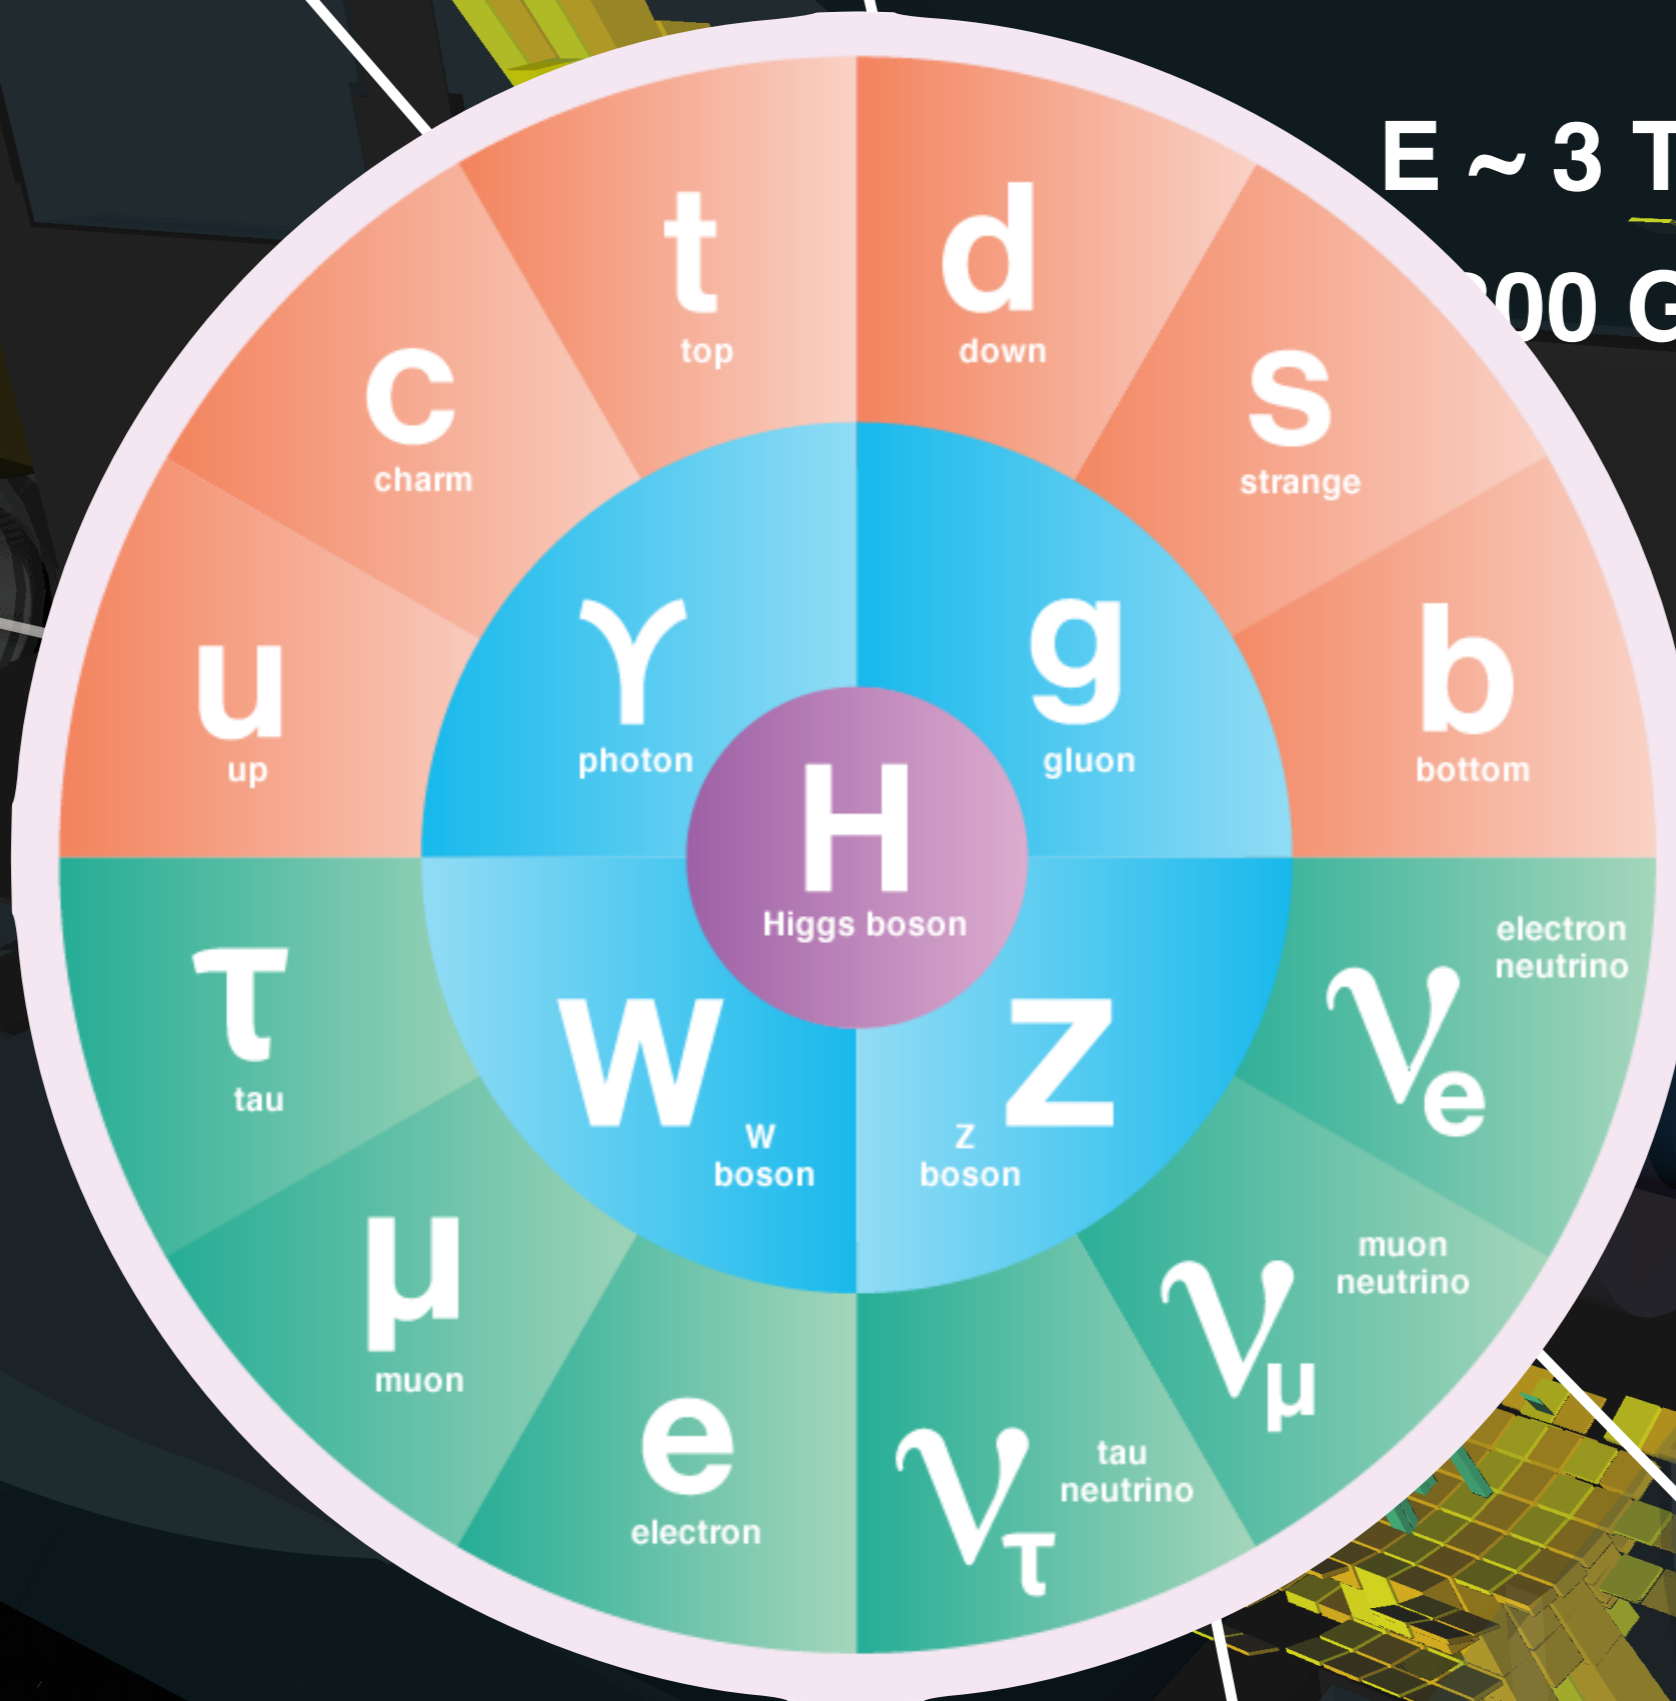 E ~ 3 T
00 G
t
top
d
down
c
charm
s
strange
u
up
γ
photon
g
gluon
b
bottom
H
Higgs boson
τ
tau
W
W
boson
Z
Z
boson
νe
electron
neutrino
μ
muon
νμ
muon
neutrino
e
electron
ντ
tau
neutrino